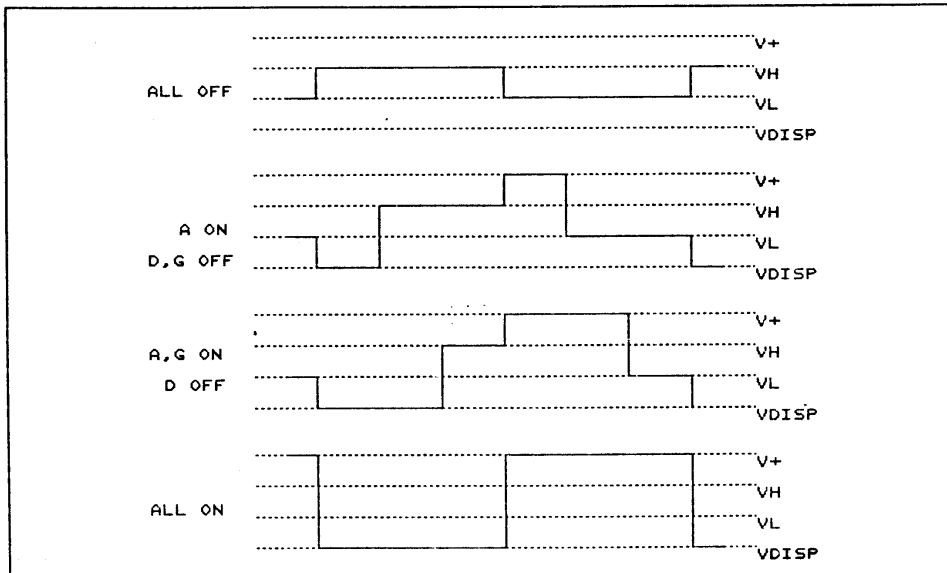 V+
VH
ALL OFF
VL
VDISP
V+
VH
A ON
VL
D,G OFF
VDISP
V+
VH
A,G ON
VL
D OFF
VDISP
V+
VH
ALL ON
VL
VDISP